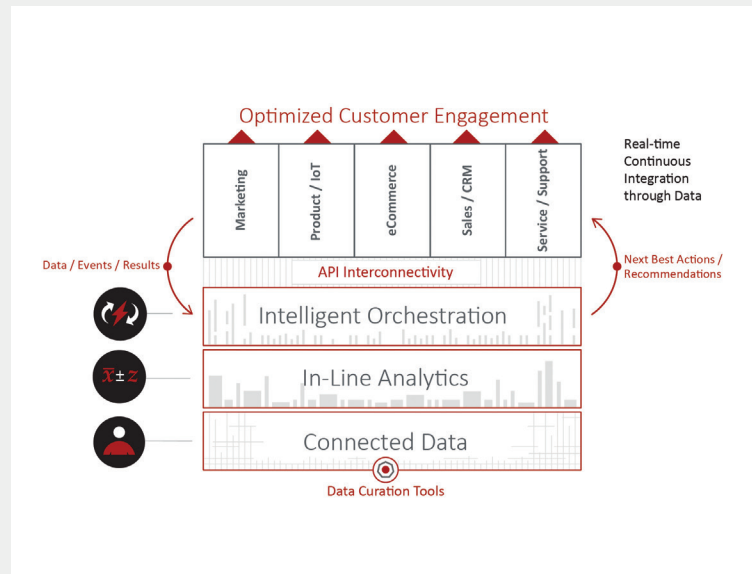 Optimized Customer Engagement
Marketing
Product / IoT
eCommerce
Sales / CRM
Service / Support
Real-time
Continuous
Integration
through Data
Data / Events / Results
API Interconnectivity
Next Best Actions /
Recommendations
Intelligent Orchestration
x̄ ± z
In-Line Analytics
Connected Data
Data Curation Tools